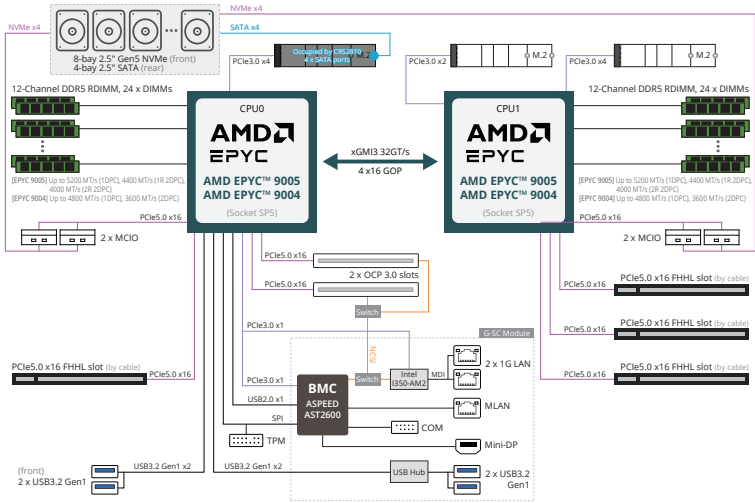 NVMe x4
NVMe x4
SATA x4
8-bay 2.5" Gen5 NVMe (front)
4-bay 2.5" SATA (rear)
PCIe3.0 x4
Occupied by CRS2810
4 x SATA ports
M.2
PCIe3.0 x2
M.2
PCIe3.0 x4
M.2
12-Channel DDR5 RDIMM, 24 x DIMMs
12-Channel DDR5 RDIMM, 24 x DIMMs
CPU0
AMD
EPYC
AMD EPYC™ 9005
AMD EPYC™ 9004
(Socket SP5)
xGMI3 32GT/s
4 x16 GOP
CPU1
AMD
EPYC
AMD EPYC™ 9005
AMD EPYC™ 9004
(Socket SP5)
[EPYC 9005] Up to 5200 MT/s (1DPC), 4400 MT/s (1R 2DPC),
4000 MT/s (2R 2DPC)
[EPYC 9004] Up to 4800 MT/s (1DPC), 3600 MT/s (2DPC)
[EPYC 9005] Up to 5200 MT/s (1DPC), 4400 MT/s (1R 2DPC),
4000 MT/s (2R 2DPC)
[EPYC 9004] Up to 4800 MT/s (1DPC), 3600 MT/s (2DPC)
PCIe5.0 x16
2 x MCIO
PCIe5.0 x16
2 x MCIO
PCIe5.0 x16
2 x OCP 3.0 slots
PCIe5.0 x16
Switch
PCIe5.0 x16
PCIe5.0 x16 FHHL slot (by cable)
PCIe3.0 x1
G-SC Module
PCIe5.0 x16
PCIe5.0 x16 FHHL slot (by cable)
NCSI
PCIe5.0 x16 FHHL slot (by cable)
PCIe5.0 x16
PCIe3.0 x1
BMC
ASPEED
AST2600
Switch
Intel
I350-AM2
MDI
2 x 1G LAN
PCIe5.0 x16
PCIe5.0 x16 FHHL slot (by cable)
USB2.0 x1
MLAN
SPI
TPM
COM
Mini-DP
(front)
2 x USB3.2 Gen1
USB3.2 Gen1 x2
USB3.2 Gen1 x2
USB Hub
2 x USB3.2
Gen1